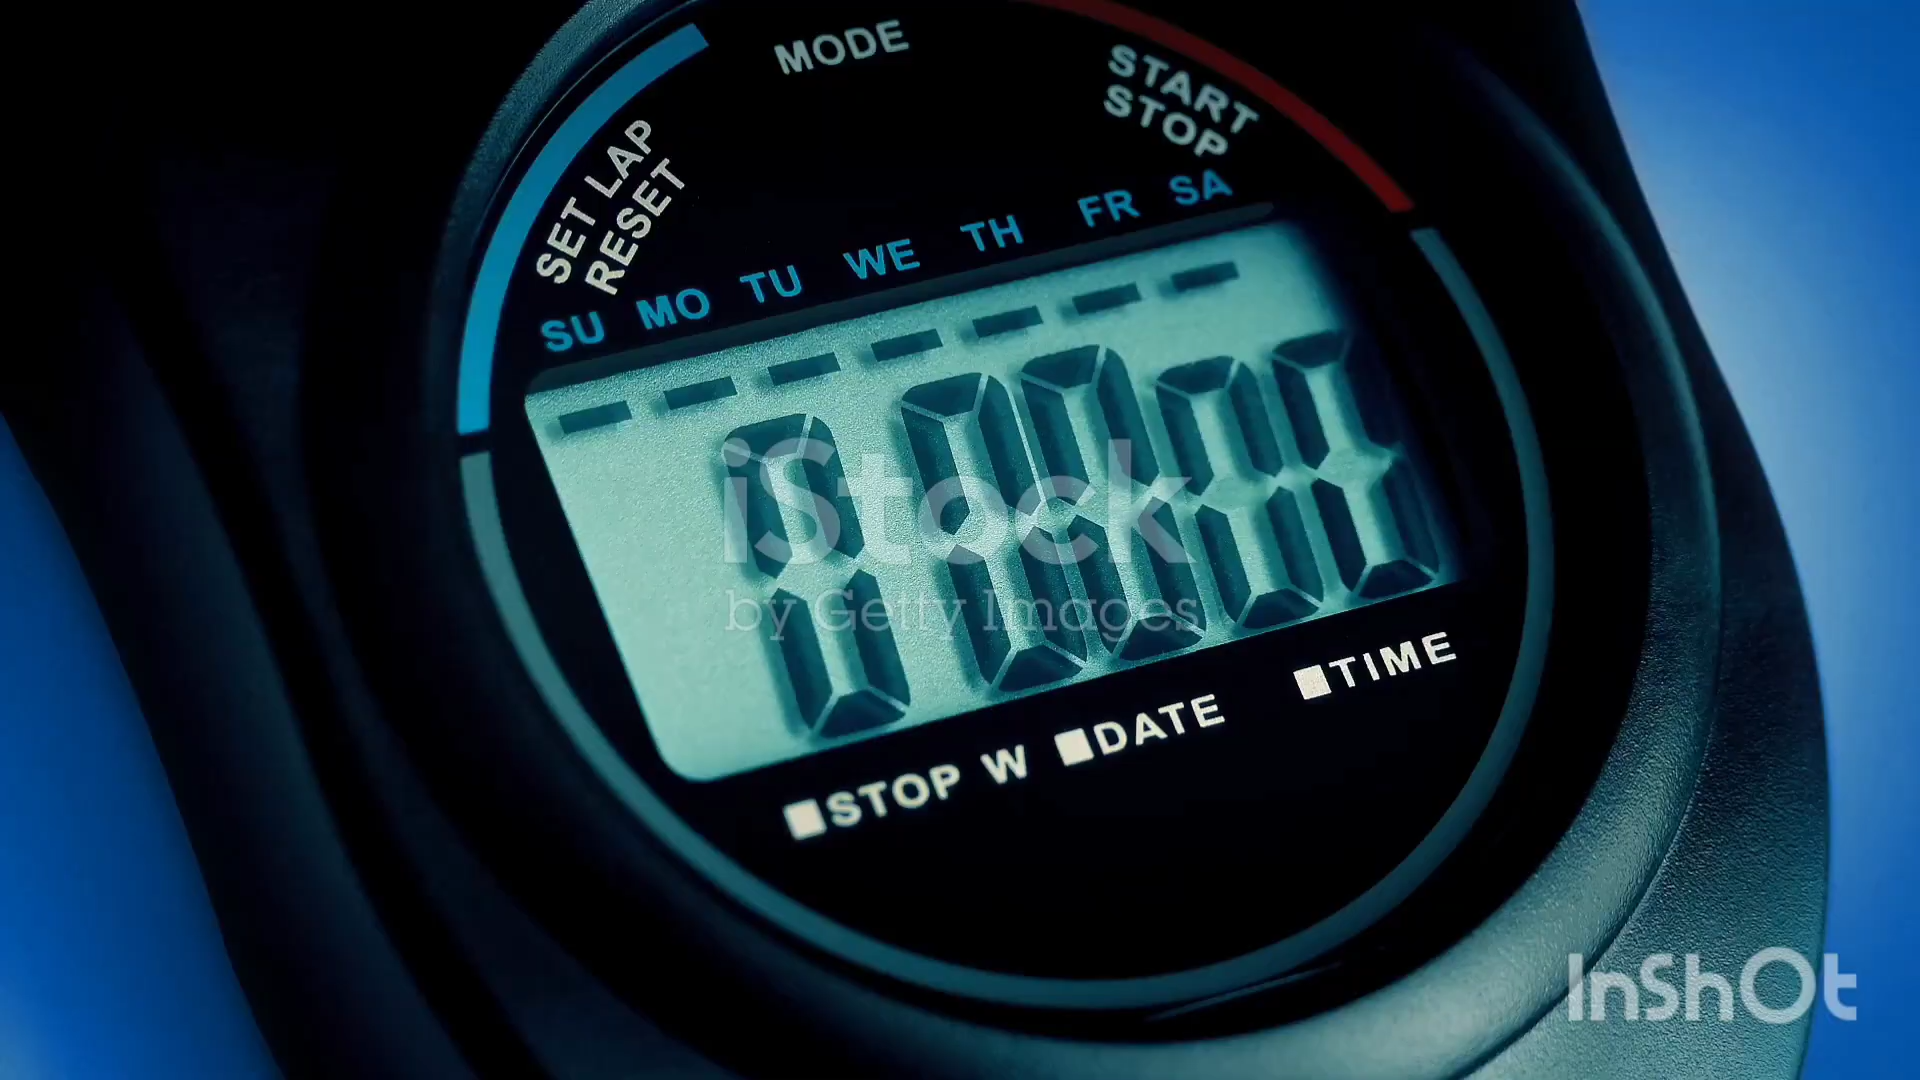 MODE
START
STOP
SET LAP
RESET
SU MO TU WE TH FR SA
iStock
by Getty Images
STOP W DATE TIME
InShOt